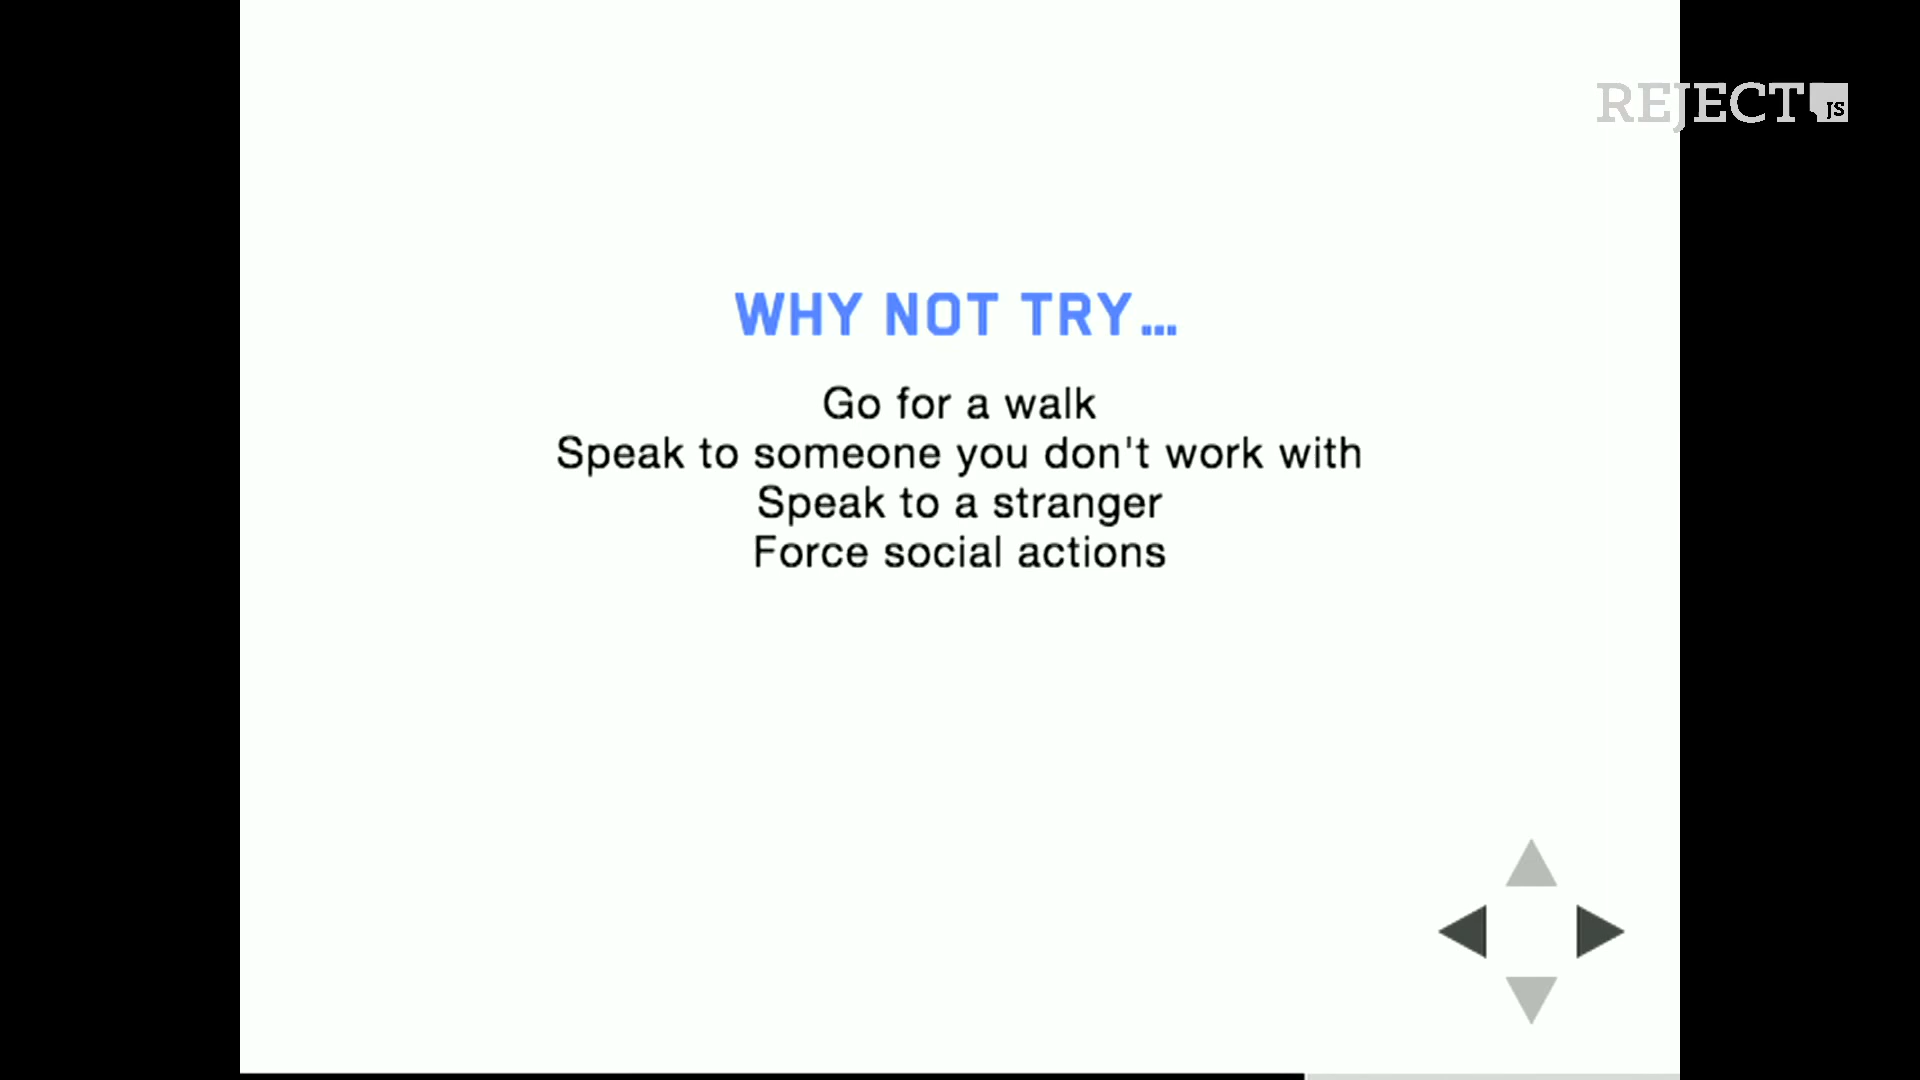 REJECT JS
WHY NOT TRY...
Go for a walk
Speak to someone you don't work with
Speak to a stranger
Force social actions